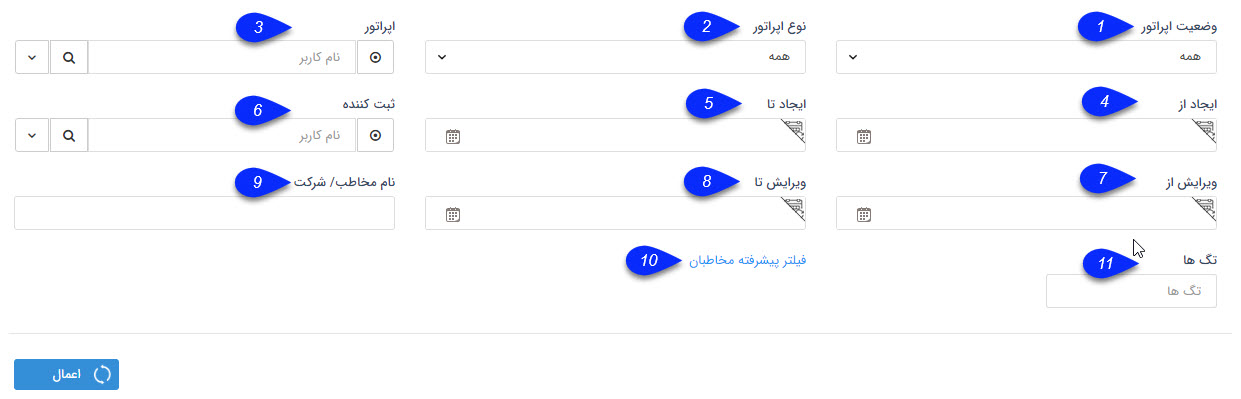 وضعیت اپراتور 1 نوع اپراتور 2 اپراتور 3
همه همه نام کاربر
ایجاد از 4 ایجاد تا 5 ثبت کننده 6
نام کاربر
ویرایش از 7 ویرایش تا 8 نام مخاطب/ شرکت 9
تگ ها 11 فیلتر پیشرفته مخاطبان 10
تگ ها
اعمال